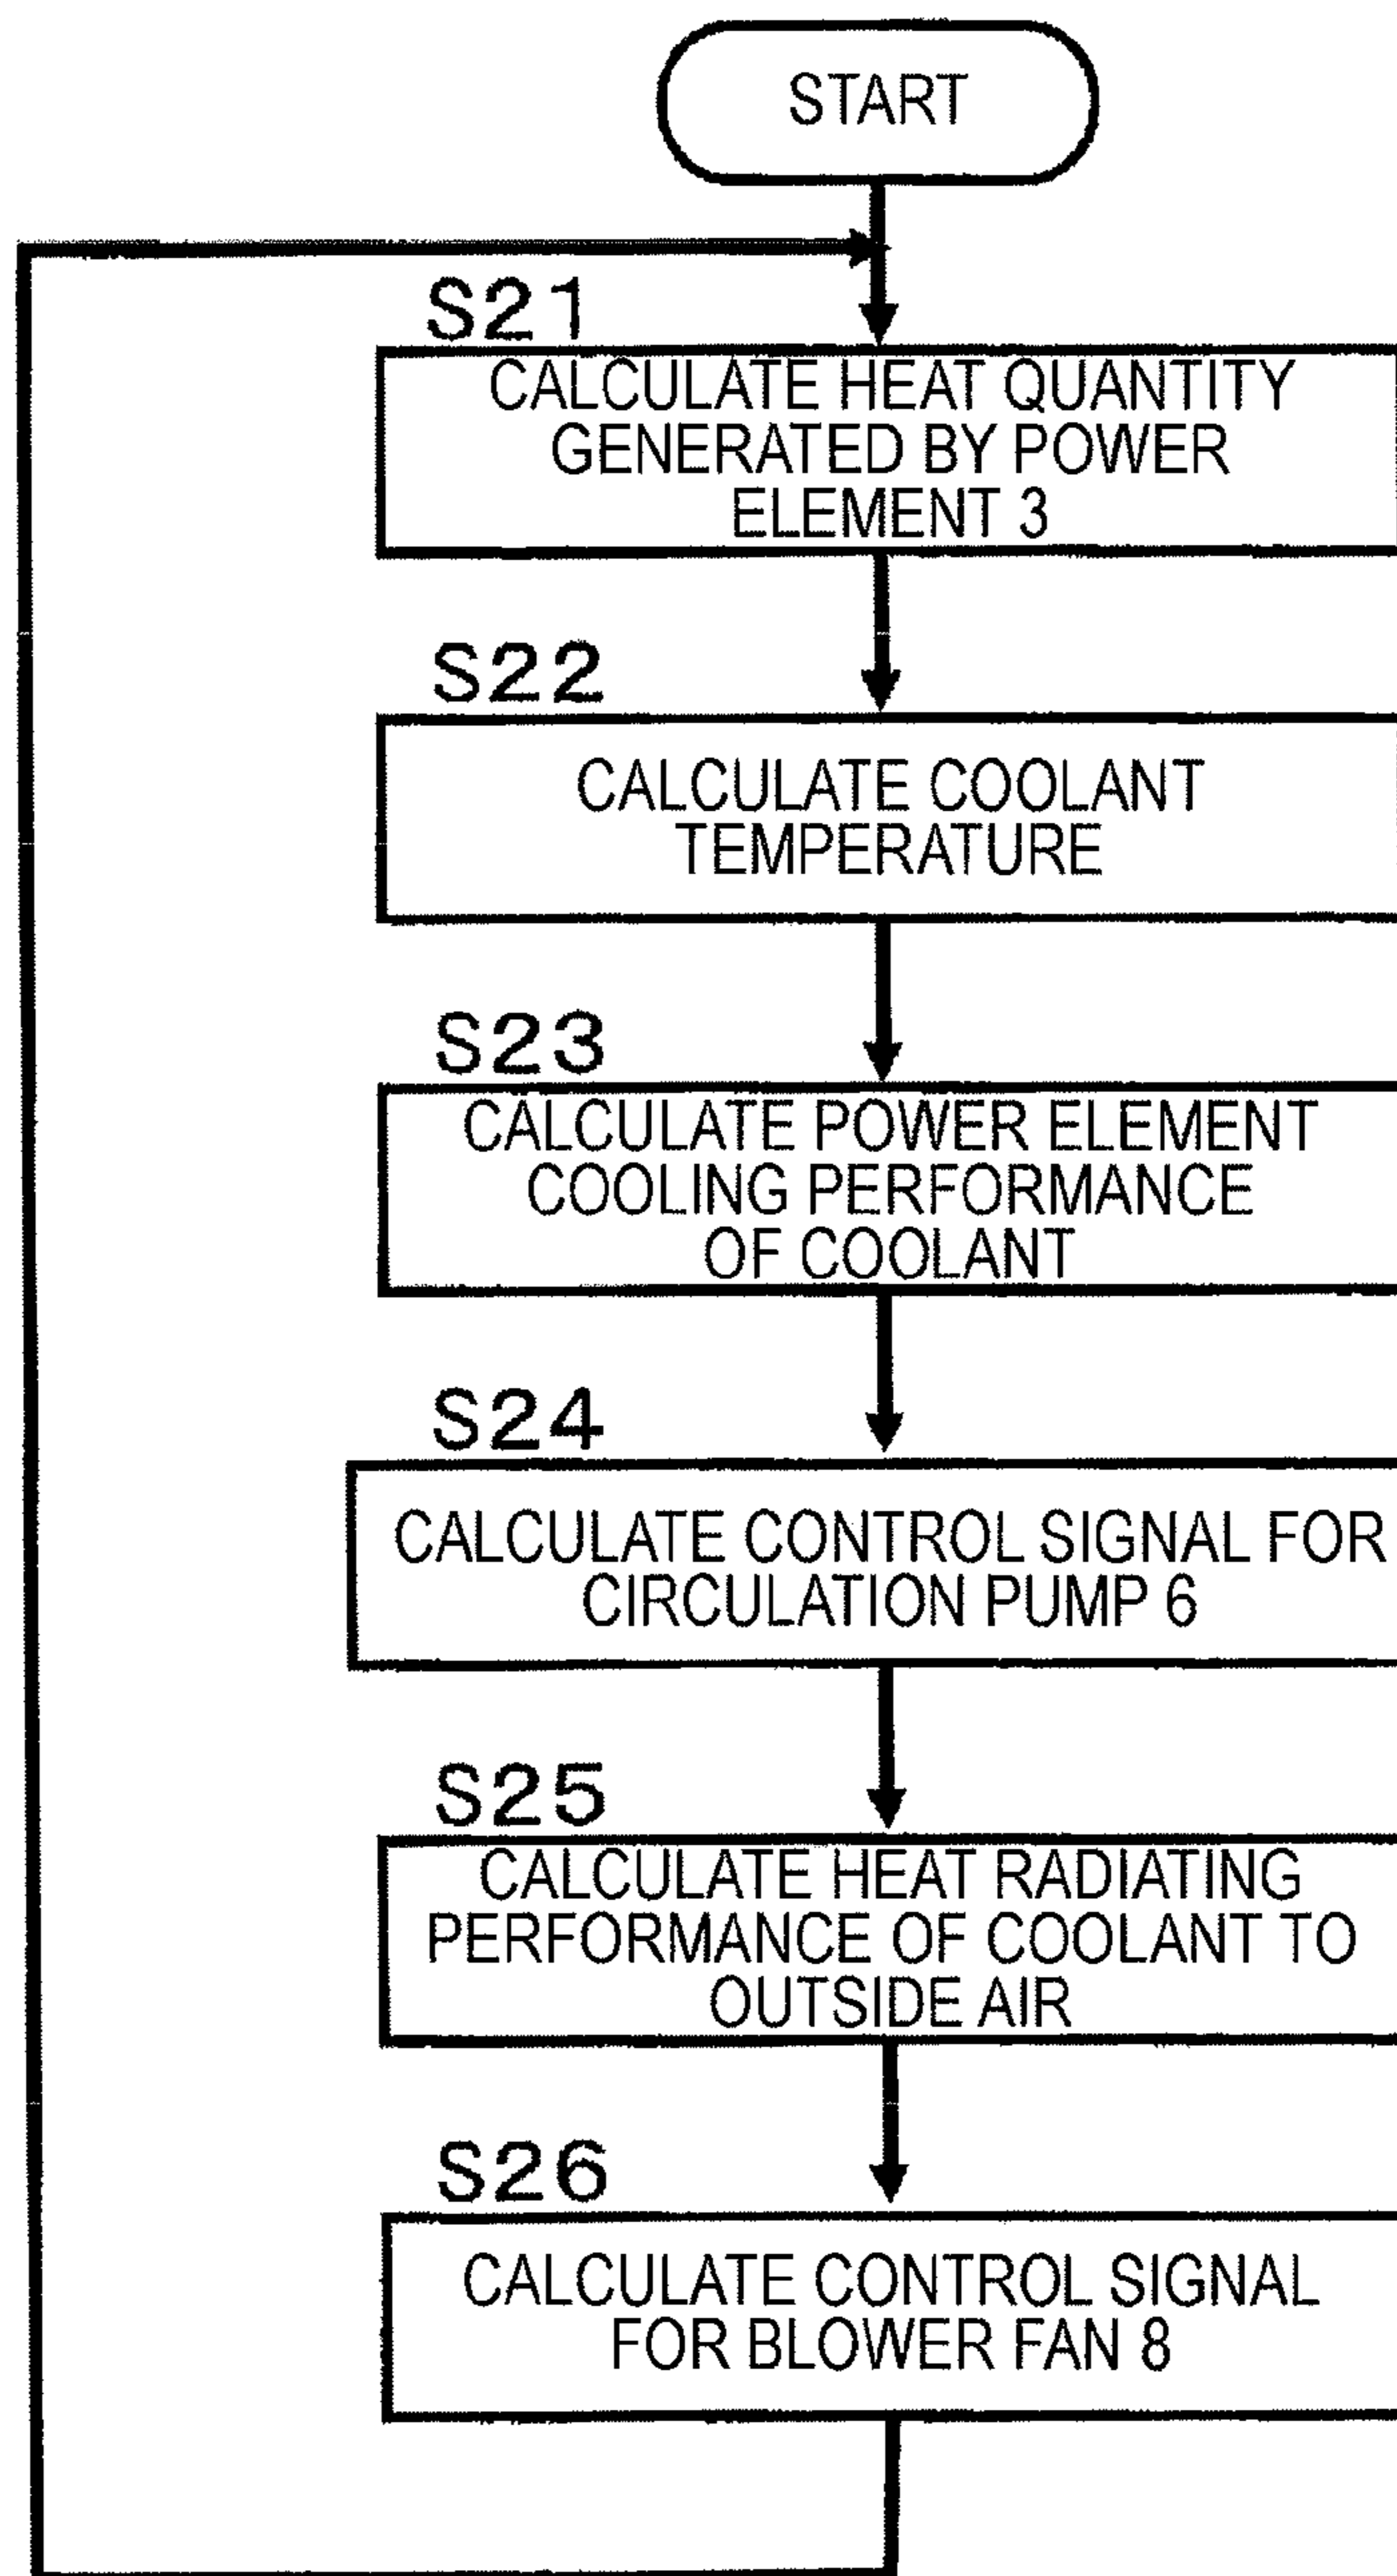 START
S21
CALCULATE HEAT QUANTITY
GENERATED BY POWER
ELEMENT 3
S22
CALCULATE COOLANT
TEMPERATURE
S23
CALCULATE POWER ELEMENT
COOLING PERFORMANCE
OF COOLANT
S24
CALCULATE CONTROL SIGNAL FOR
CIRCULATION PUMP 6
S25
CALCULATE HEAT RADIATING
PERFORMANCE OF COOLANT TO
OUTSIDE AIR
S26
CALCULATE CONTROL SIGNAL
FOR BLOWER FAN 8